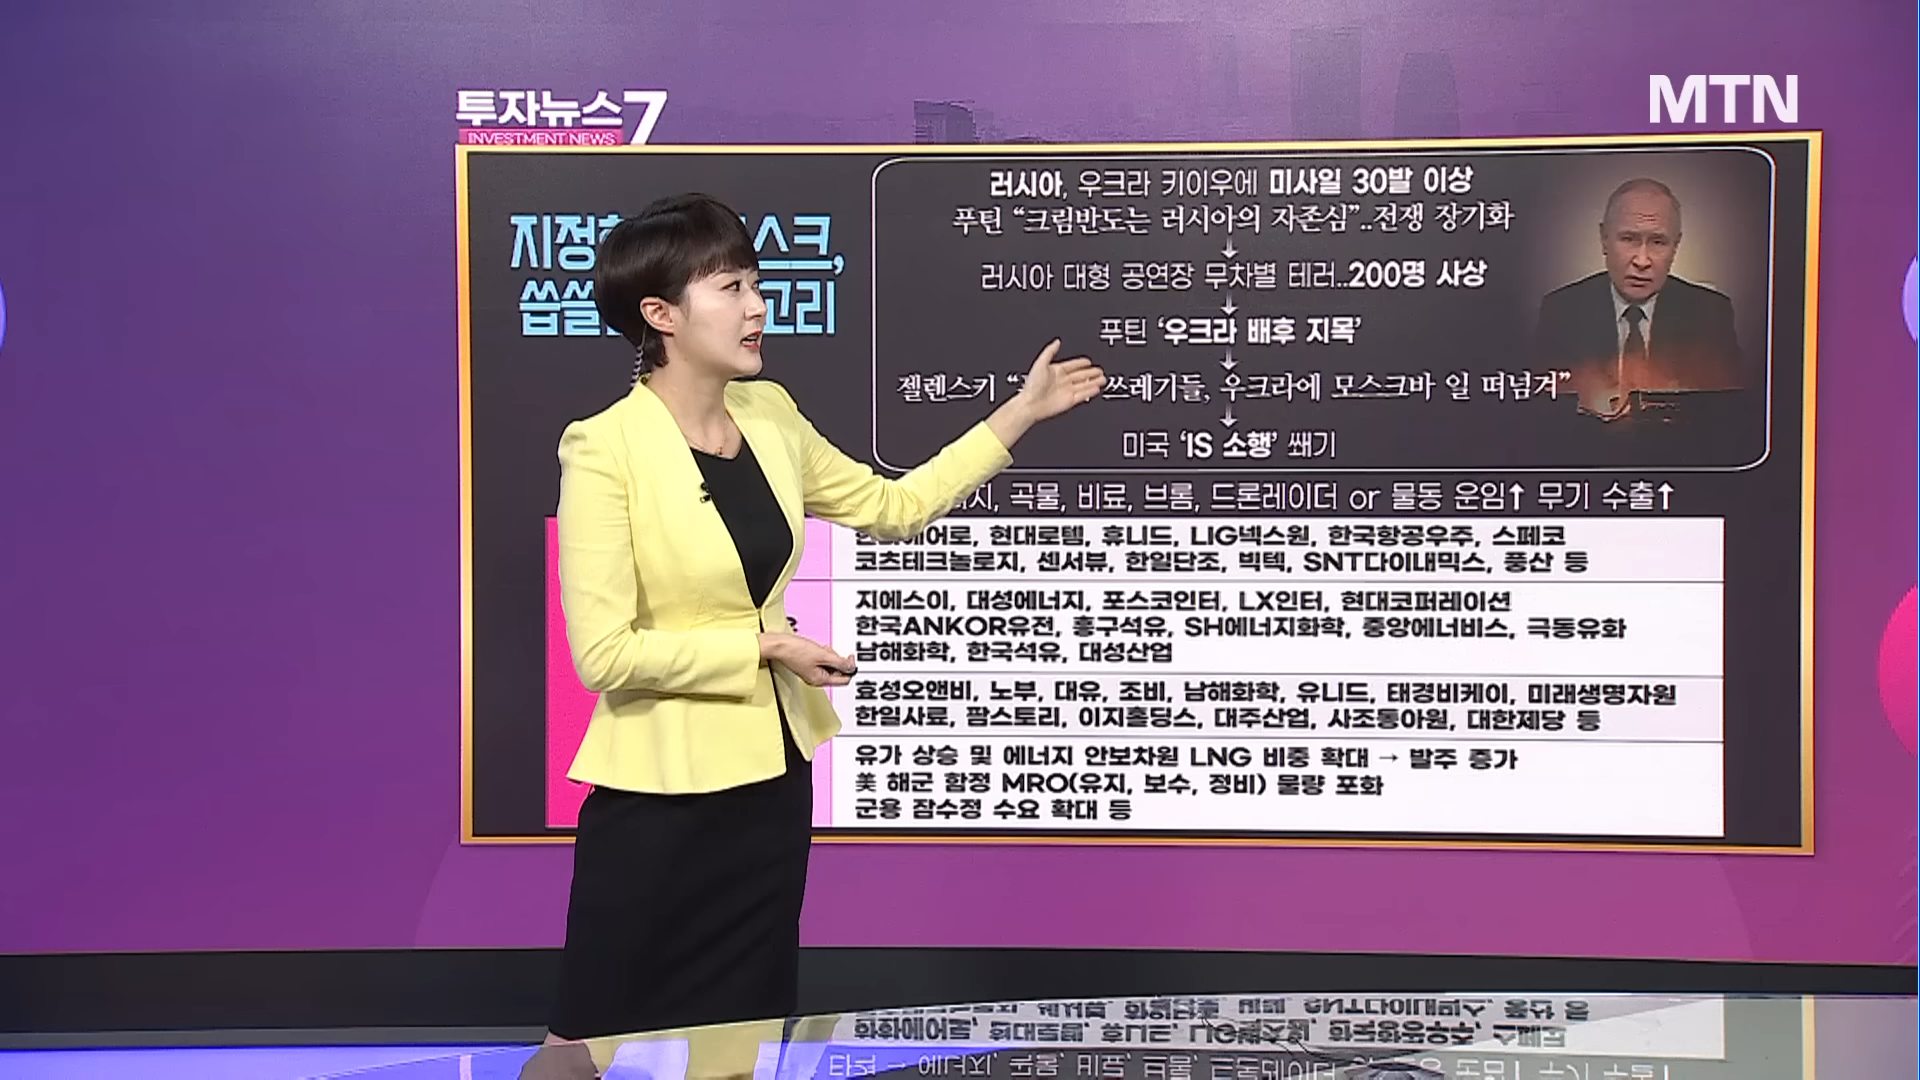 MTN
투자뉴스7
INVESTMENT NEWS
스크,
씁쓸 고리
러시아, 우크라 키이우에 미사일 30발 이상
푸틴 “크림반도는 러시아의 자존심”..전쟁 장기화
↓
러시아 대형 공연장 무차별 테러..200명 사상
↓
푸틴 ‘우크라 배후 지목’
↓
젤렌스키 쓰레기들, 우크라에 모스크바 일 떠넘겨”
↓
미국 ‘IS 소행’ 쐐기
곡물, 비료, 브롬, 드론레이더 or 물동 운임↑ 무기 수출↑
현대로템, 휴니드, LIG넥스원, 한국항공우주, 스페코
코츠테크놀로지, 센서뷰, 한일단조, 빅텍, SNT다이내믹스, 풍산 등
지에스이, 대성에너지, 포스코인터, LX인터, 현대코퍼레이션
한국ANKOR유전, 흥구석유, SH에너지화학, 중앙에너비스, 극동유화
남해화학, 한국석유, 대성산업
효성오앤비, 노부, 대유, 조비, 남해화학, 유니드, 태경비케이, 미래생명자원
한일사료, 팜스토리, 이지홀딩스, 대주산업, 사조동아원, 대한제당 등
유가 상승 및 에너지 안보차원 LNG 비중 확대 → 발주 증가
美 해군 함정 MRO(유지, 보수, 정비) 물량 포화
군용 잠수정 수요 확대 등